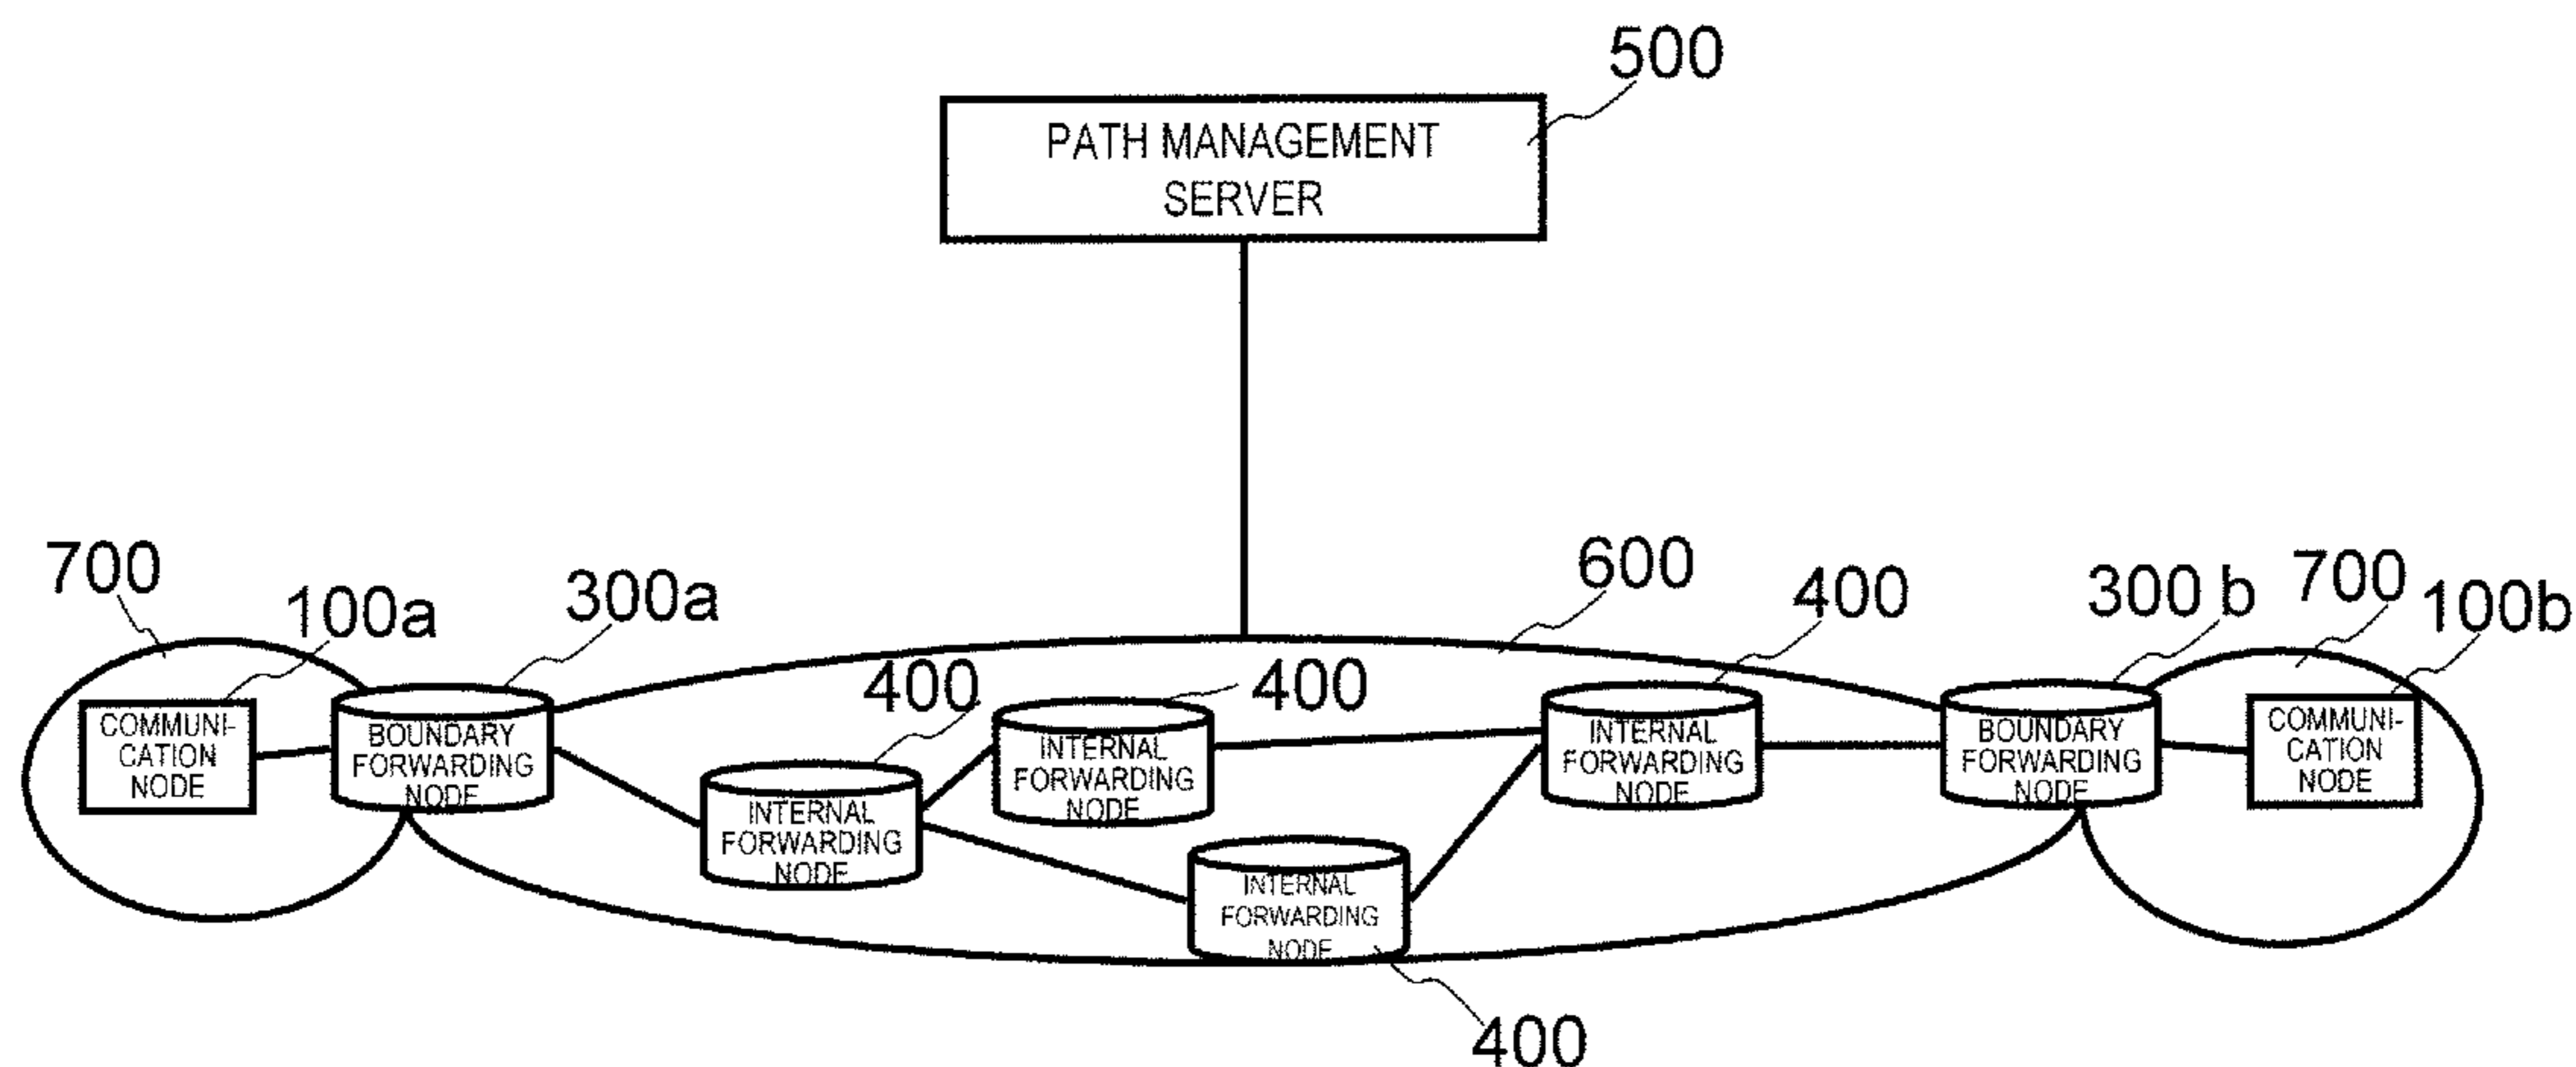 500
PATH MANAGEMENT
SERVER
700
100a
300a
400
400
600
400
300b
700
100b
COMMUNI-
CATION
NODE
BOUNDARY
FORWARDING
NODE
INTERNAL
FORWARDING
NODE
INTERNAL
FORWARDING
NODE
INTERNAL
FORWARDING
NODE
400
INTERNAL
FORWARDING
NODE
BOUNDARY
FORWARDING
NODE
COMMUNI-
CATION
NODE